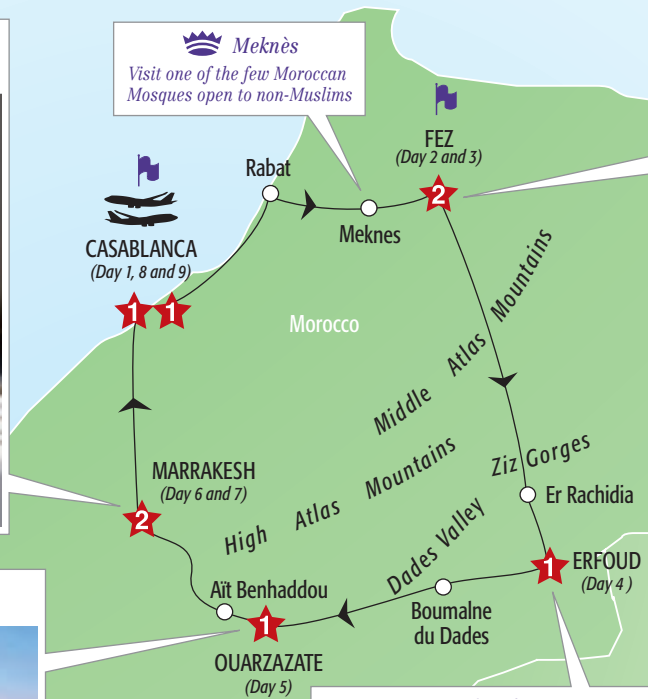 Meknès
Visit one of the few Moroccan
Mosques open to non-Muslims
FEZ
(Day 2 and 3)
2
Rabat
Meknes
CASABLANCA
(Day 1, 8 and 9)
1
1
Morocco
Middle Atlas Mountains
High Atlas Mountains
Ziz Gorges
Er Rachidia
MARRAKESH
(Day 6 and 7)
2
Dades Valley
ERFOUD
(Day 4 )
1
Aït Benhaddou
Boumalne
du Dades
1
OUARZAZATE
(Day 5)